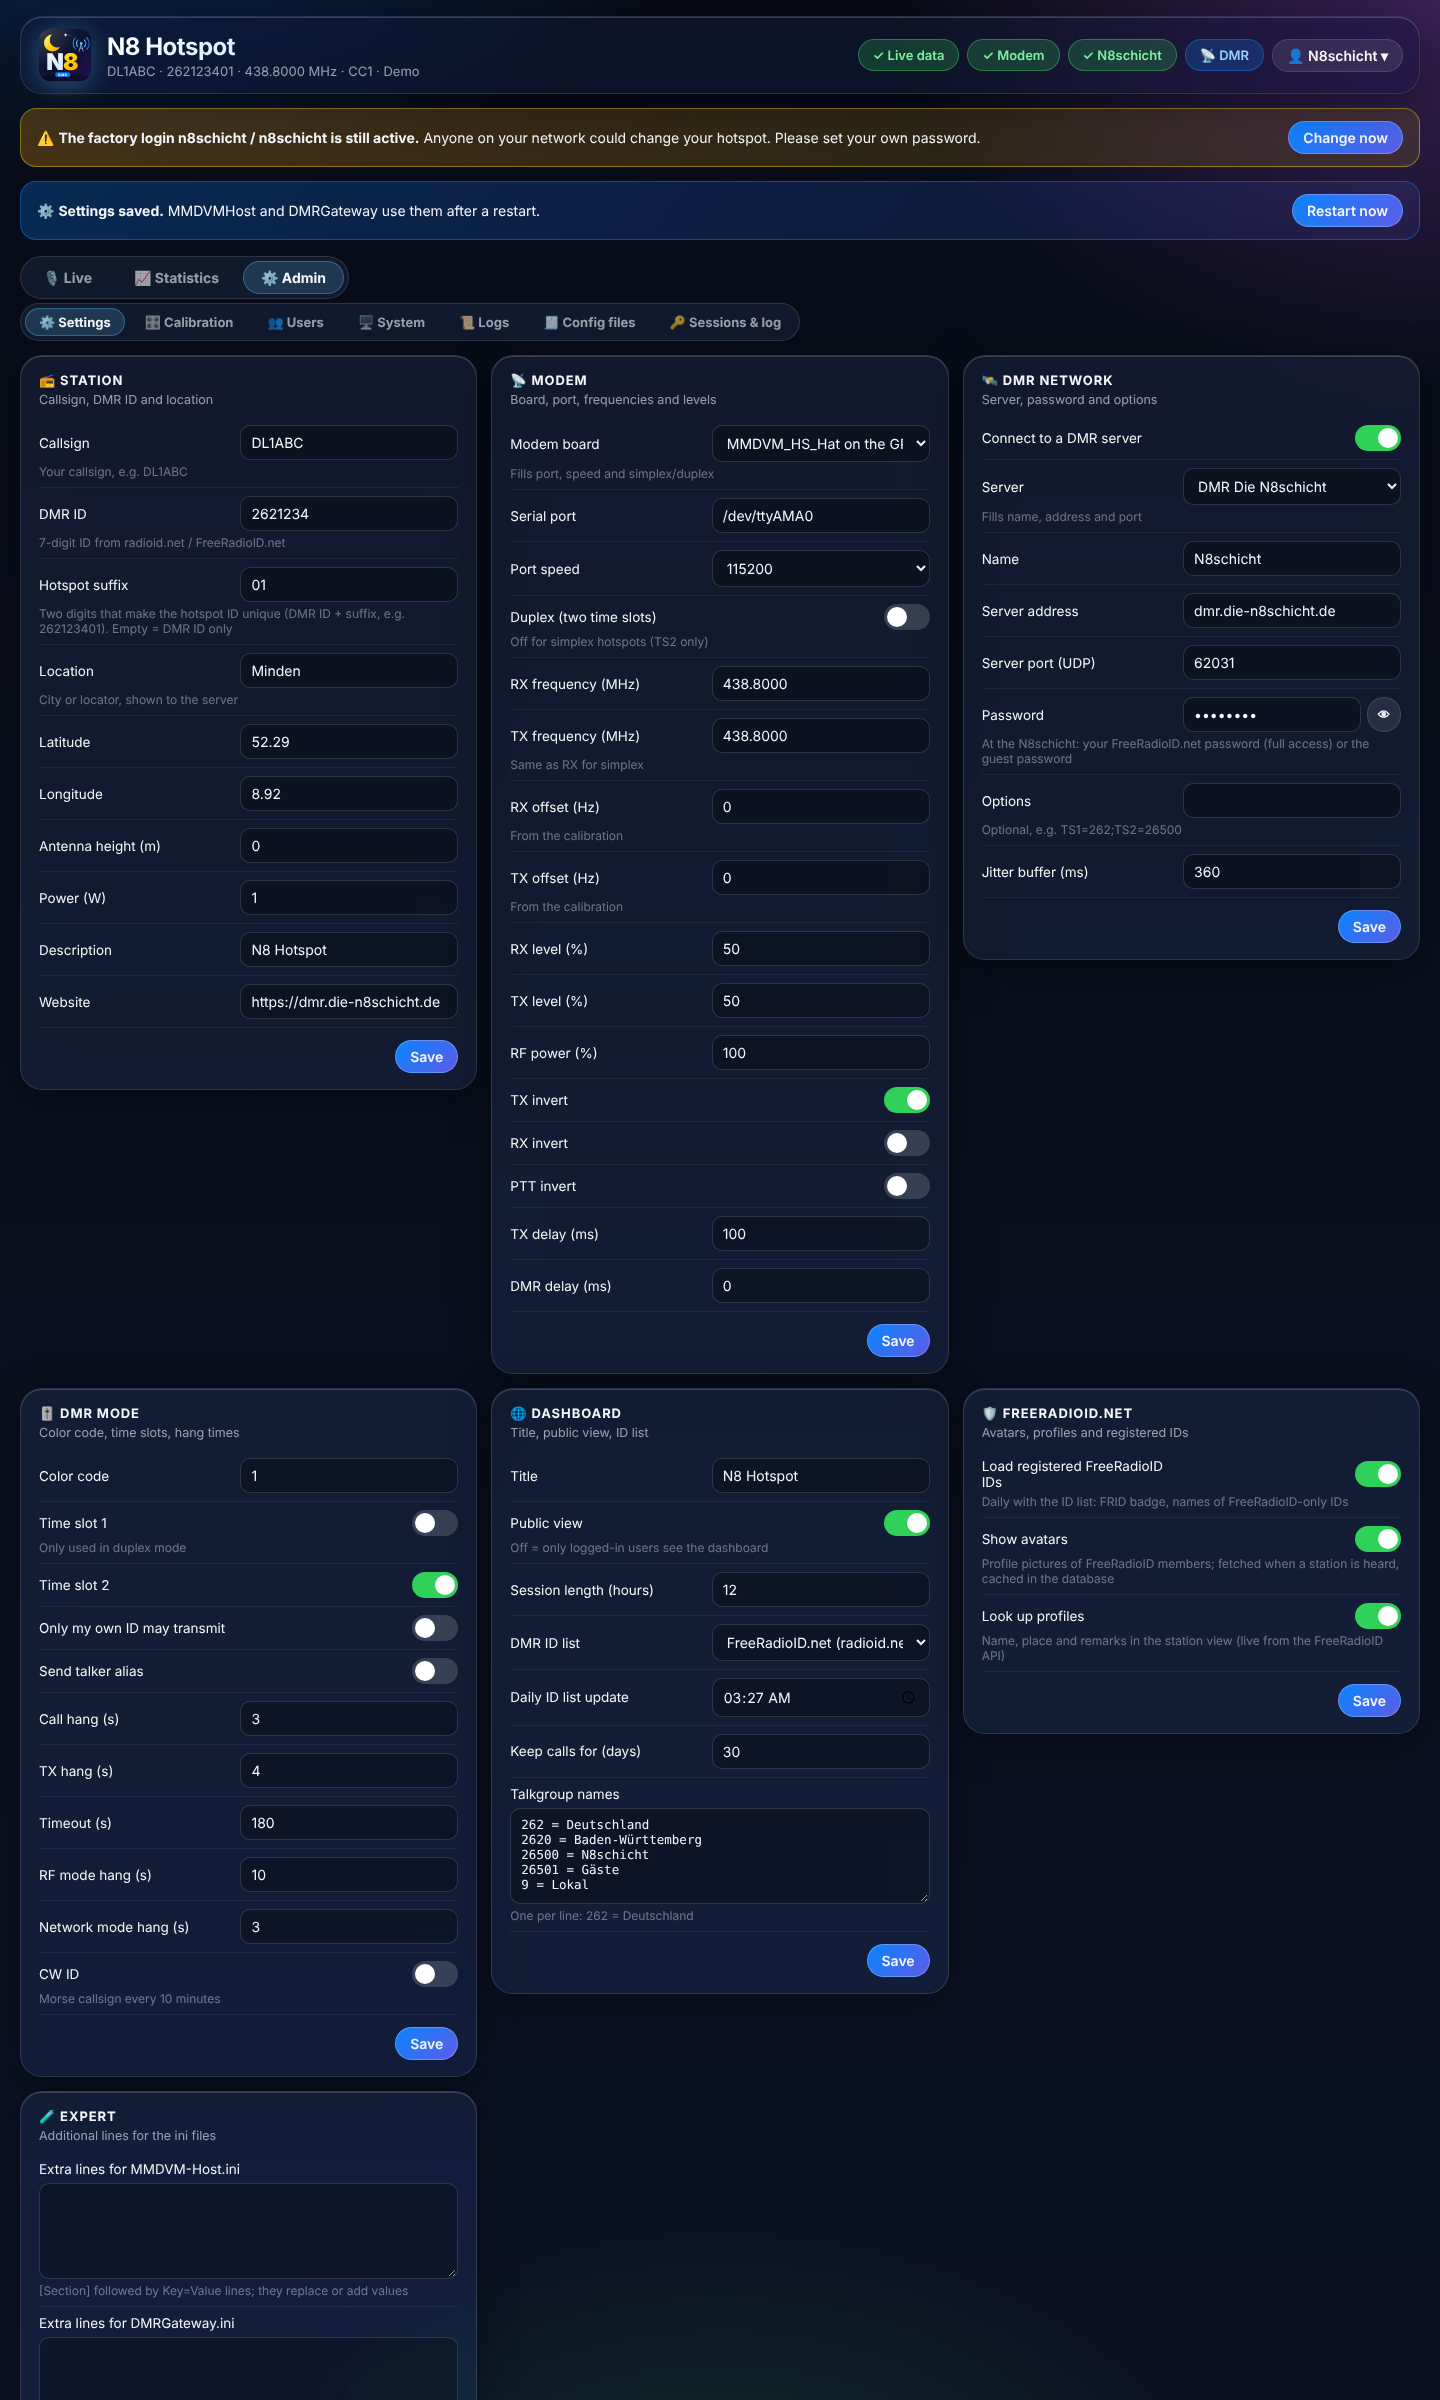 N8 Hotspot
DL1ABC · 262123401 · 438.8000 MHz · CC1 · Demo
✓ Live data
✓ Modem
✓ N8schicht
DMR
N8schicht ▾
The factory login n8schicht / n8schicht is still active. Anyone on your network could change your hotspot. Please set your own password.
Change now
Settings saved. MMDVMHost and DMRGateway use them after a restart.
Restart now
Live
Statistics
Admin
Settings
Calibration
Users
System
Logs
Config files
Sessions & log
STATION
Callsign, DMR ID and location
Callsign
DL1ABC
Your callsign, e.g. DL1ABC
DMR ID
2621234
7-digit ID from radioid.net / FreeRadioID.net
Hotspot suffix
01
Two digits that make the hotspot ID unique (DMR ID + suffix, e.g.
262123401). Empty = DMR ID only
Location
Minden
City or locator, shown to the server
Latitude
52.29
Longitude
8.92
Antenna height (m)
0
Power (W)
1
Description
N8 Hotspot
Website
https://dmr.die-n8schicht.de
Save
MODEM
Board, port, frequencies and levels
Modem board
MMDVM_HS_Hat on the GF
Fills port, speed and simplex/duplex
Serial port
/dev/ttyAMA0
Port speed
115200
Duplex (two time slots)
Off for simplex hotspots (TS2 only)
RX frequency (MHz)
438.8000
TX frequency (MHz)
438.8000
Same as RX for simplex
RX offset (Hz)
0
From the calibration
TX offset (Hz)
0
From the calibration
RX level (%)
50
TX level (%)
50
RF power (%)
100
TX invert
RX invert
PTT invert
TX delay (ms)
100
DMR delay (ms)
0
Save
DMR NETWORK
Server, password and options
Connect to a DMR server
Server
DMR Die N8schicht
Fills name, address and port
Name
N8schicht
Server address
dmr.die-n8schicht.de
Server port (UDP)
62031
Password
••••••••
At the N8schicht: your FreeRadioID.net password (full access) or the
guest password
Options
Optional, e.g. TS1=262;TS2=26500
Jitter buffer (ms)
360
Save
DMR MODE
Color code, time slots, hang times
Color code
1
Time slot 1
Only used in duplex mode
Time slot 2
Only my own ID may transmit
Send talker alias
Call hang (s)
3
TX hang (s)
4
Timeout (s)
180
RF mode hang (s)
10
Network mode hang (s)
3
CW ID
Morse callsign every 10 minutes
Save
DASHBOARD
Title, public view, ID list
Title
N8 Hotspot
Public view
Off = only logged-in users see the dashboard
Session length (hours)
12
DMR ID list
FreeRadioID.net (radioid.ne
Daily ID list update
03:27 AM
Keep calls for (days)
30
Talkgroup names
262 = Deutschland
2620 = Baden-Württemberg
26500 = N8schicht
26501 = Gäste
9 = Lokal
One per line: 262 = Deutschland
Save
FREERADIOID.NET
Avatars, profiles and registered IDs
Load registered FreeRadioID
IDs
Daily with the ID list: FRID badge, names of FreeRadioID-only IDs
Show avatars
Profile pictures of FreeRadioID members; fetched when a station is heard,
cached in the database
Look up profiles
Name, place and remarks in the station view (live from the FreeRadioID
API)
Save
EXPERT
Additional lines for the ini files
Extra lines for MMDVM-Host.ini
[Section] followed by Key=Value lines; they replace or add values
Extra lines for DMRGateway.ini